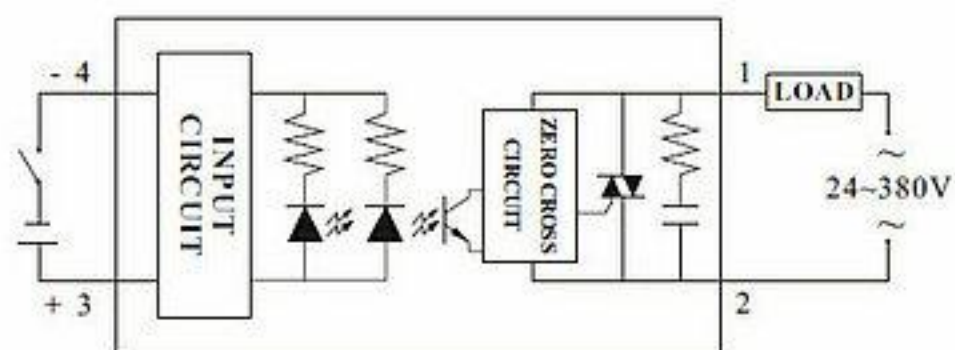 - 4
INPUT
CIRCUIT
+ 3
ZERO CROSS
CIRCUIT
1
LOAD
~
24~380V
~
2